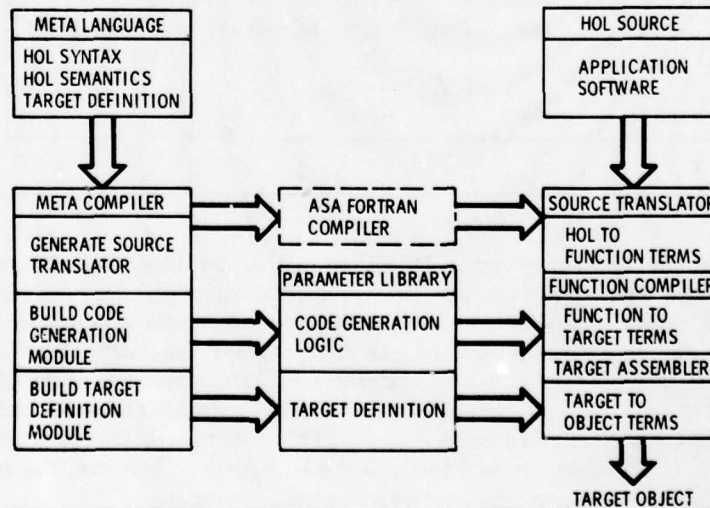 META LANGUAGE
HOL SYNTAX
HOL SEMANTICS
TARGET DEFINITION
HOL SOURCE
APPLICATION
SOFTWARE
META COMPILER
GENERATE SOURCE
TRANSLATOR
BUILD CODE
GENERATION
MODULE
BUILD TARGET
DEFINITION
MODULE
ASA FORTRAN
COMPILER
PARAMETER LIBRARY
CODE GENERATION
LOGIC
TARGET DEFINITION
SOURCE TRANSLATOR
HOL TO
FUNCTION TERMS
FUNCTION COMPILER
FUNCTION TO
TARGET TERMS
TARGET ASSEMBLER
TARGET TO
OBJECT TERMS
TARGET OBJECT